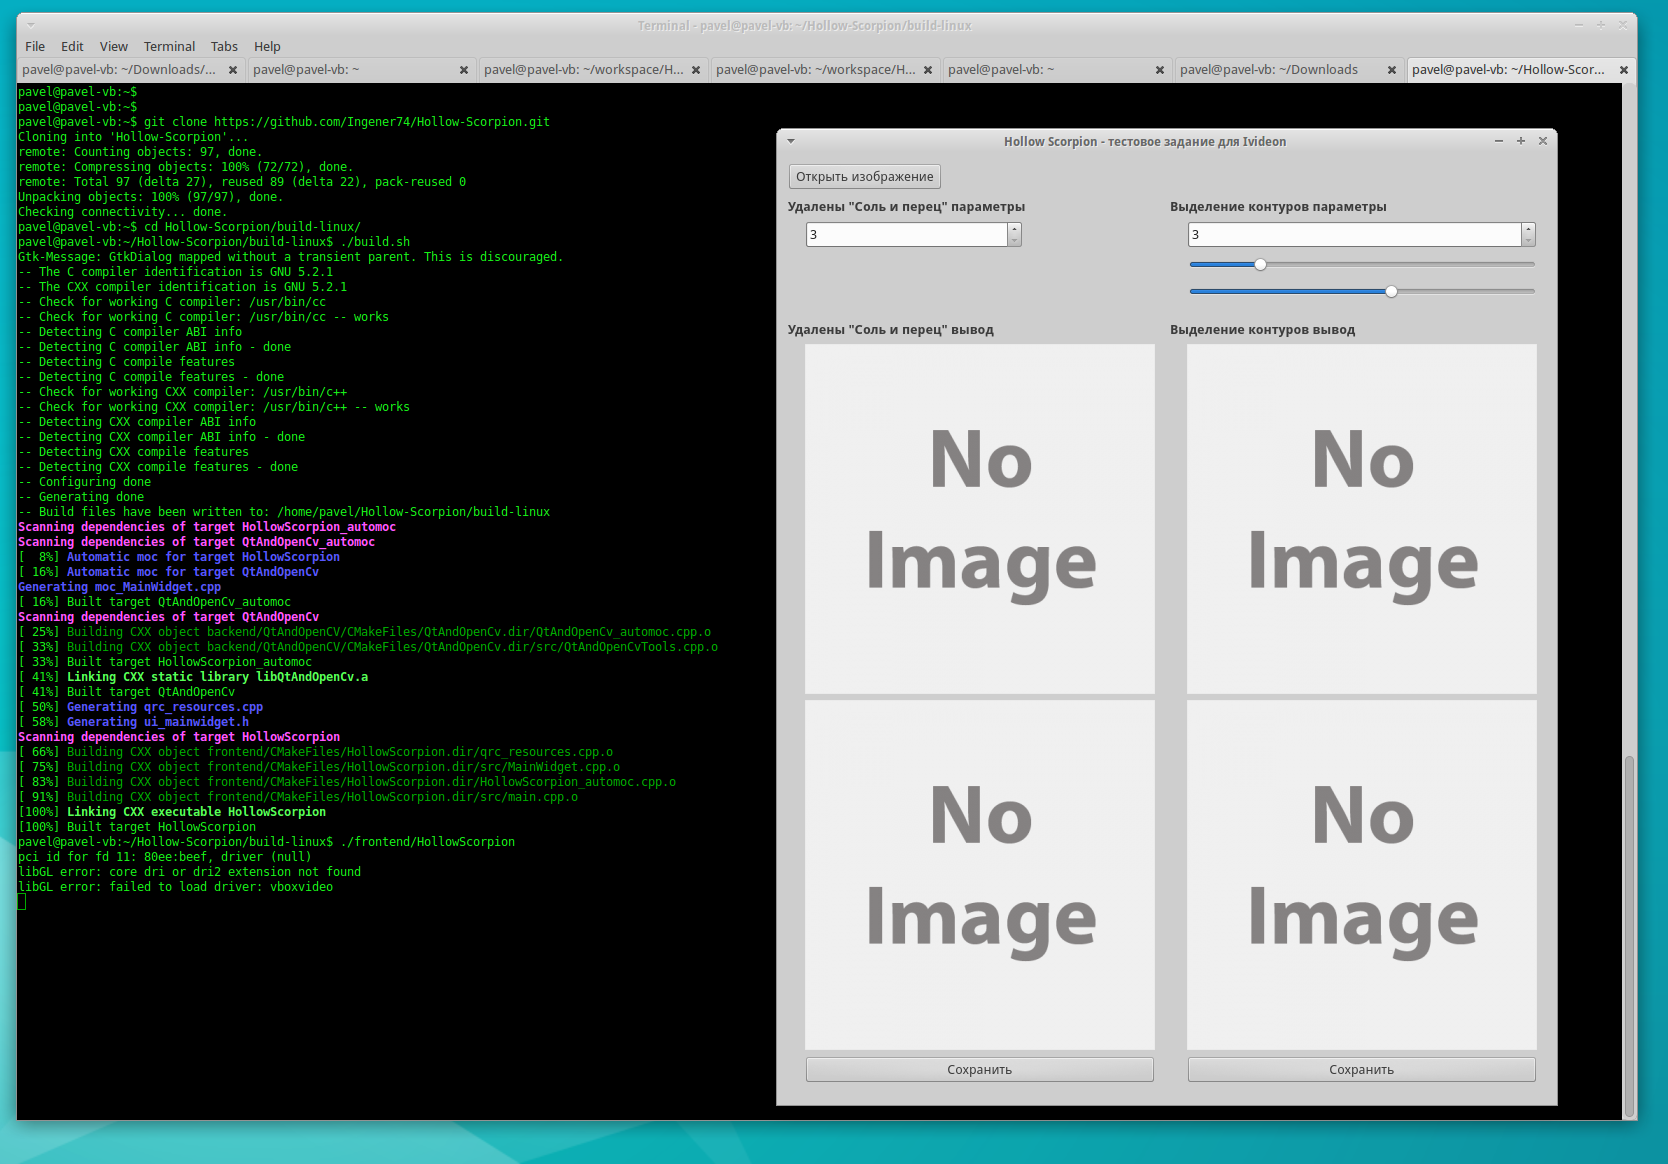 Terminal - pavel@pavel-vb: ~/Hollow-Scorpion/build-linux
File Edit View Terminal Tabs Help
pavel@pavel-vb: ~/Downloads/... pavel@pavel-vb: ~ pavel@pavel-vb: ~/workspace/H... pavel@pavel-vb: ~/workspace/H... pavel@pavel-vb: ~ pavel@pavel-vb: ~/Downloads pavel@pavel-vb: ~/Hollow-Scor...
pavel@pavel-vb:~$
pavel@pavel-vb:~$
pavel@pavel-vb:~$ git clone https://github.com/Ingener74/Hollow-Scorpion.git
Cloning into 'Hollow-Scorpion'...
remote: Counting objects: 97, done.
remote: Compressing objects: 100% (72/72), done.
remote: Total 97 (delta 27), reused 89 (delta 22), pack-reused 0
Unpacking objects: 100% (97/97), done.
Checking connectivity... done.
pavel@pavel-vb:~$ cd Hollow-Scorpion/build-linux/
pavel@pavel-vb:~/Hollow-Scorpion/build-linux$ ./build.sh
Gtk-Message: GtkDialog mapped without a transient parent. This is discouraged.
-- The C compiler identification is GNU 5.2.1
-- The CXX compiler identification is GNU 5.2.1
-- Check for working C compiler: /usr/bin/cc
-- Check for working C compiler: /usr/bin/cc -- works
-- Detecting C compiler ABI info
-- Detecting C compiler ABI info - done
-- Detecting C compile features
-- Detecting C compile features - done
-- Check for working CXX compiler: /usr/bin/c++
-- Check for working CXX compiler: /usr/bin/c++ -- works
-- Detecting CXX compiler ABI info
-- Detecting CXX compiler ABI info - done
-- Detecting CXX compile features
-- Detecting CXX compile features - done
-- Configuring done
-- Generating done
-- Build files have been written to: /home/pavel/Hollow-Scorpion/build-linux
Scanning dependencies of target HollowScorpion_automoc
Scanning dependencies of target QtAndOpenCv_automoc
[  8%] Automatic moc for target HollowScorpion
[ 16%] Automatic moc for target QtAndOpenCv
Generating moc_MainWidget.cpp
[ 16%] Built target QtAndOpenCv_automoc
Scanning dependencies of target QtAndOpenCv
[ 25%] Building CXX object backend/QtAndOpenCV/CMakeFiles/QtAndOpenCv.dir/QtAndOpenCv_automoc.cpp.o
[ 33%] Building CXX object backend/QtAndOpenCV/CMakeFiles/QtAndOpenCv.dir/src/QtAndOpenCvTools.cpp.o
[ 33%] Built target HollowScorpion_automoc
[ 41%] Linking CXX static library libQtAndOpenCv.a
[ 41%] Built target QtAndOpenCv
[ 50%] Generating qrc_resources.cpp
[ 58%] Generating ui_mainwidget.h
Scanning dependencies of target HollowScorpion
[ 66%] Building CXX object frontend/CMakeFiles/HollowScorpion.dir/qrc_resources.cpp.o
[ 75%] Building CXX object frontend/CMakeFiles/HollowScorpion.dir/src/MainWidget.cpp.o
[ 83%] Building CXX object frontend/CMakeFiles/HollowScorpion.dir/HollowScorpion_automoc.cpp.o
[ 91%] Building CXX object frontend/CMakeFiles/HollowScorpion.dir/src/main.cpp.o
[100%] Linking CXX executable HollowScorpion
[100%] Built target HollowScorpion
pavel@pavel-vb:~/Hollow-Scorpion/build-linux$ ./frontend/HollowScorpion
pci id for fd 11: 80ee:beef, driver (null)
libGL error: core dri or dri2 extension not found
libGL error: failed to load driver: vboxvideo
Hollow Scorpion - тестовое задание для Ivideon
Открыть изображение
Удалены "Соль и перец" параметры
3
Выделение контуров параметры
3
Удалены "Соль и перец" вывод
Выделение контуров вывод
No
Image
No
Image
No
Image
No
Image
Сохранить
Сохранить